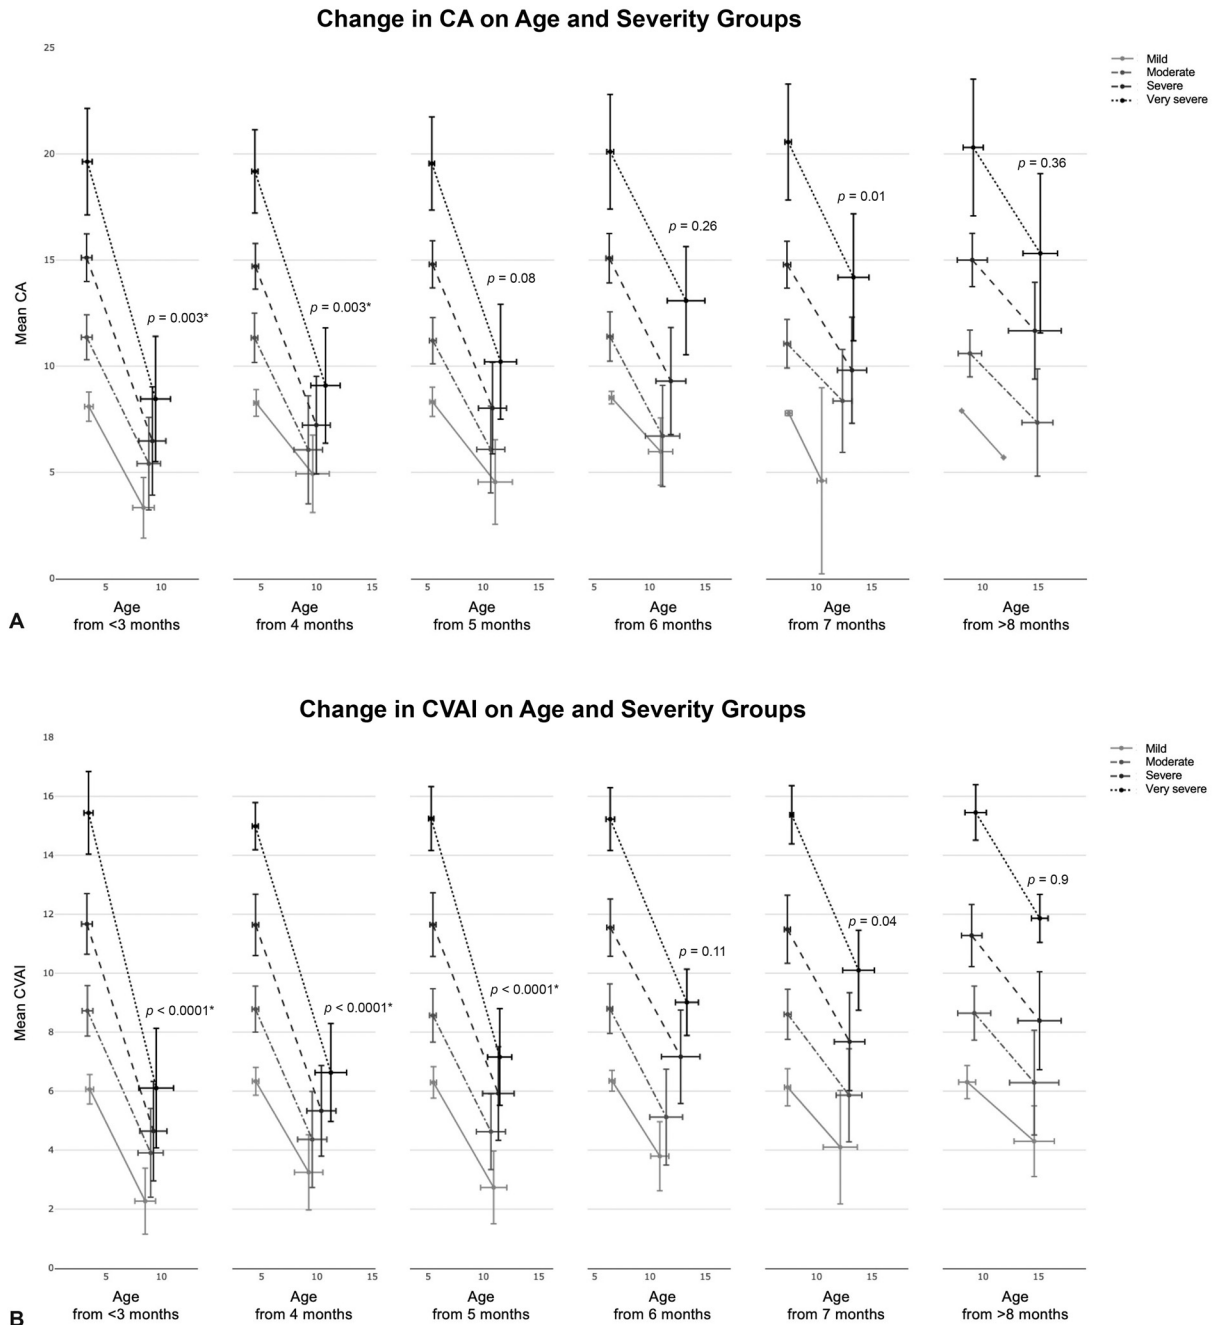 A
Change in CA on Age and Severity Groups
25
20
15
10
5
0
Mean CA
Mild
Moderate
Severe
Very severe
p = 0.003*
p = 0.003*
p = 0.08
p = 0.26
p = 0.01
p = 0.36
5 10
5 10 15
5 10 15
10 15
10 15
10 15
Age
from <3 months
Age
from 4 months
Age
from 5 months
Age
from 6 months
Age
from 7 months
Age
from >8 months
A
Change in CVAI on Age and Severity Groups
18
16
14
12
10
8
6
4
2
0
Mean CVAI
Mild
Moderate
Severe
Very severe
p < 0.0001*
p < 0.0001*
p < 0.0001*
p = 0.11
p = 0.04
p = 0.9
5 10
5 10 15
5 10 15
5 10 15
10 15
10 15
Age
from <3 months
Age
from 4 months
Age
from 5 months
Age
from 6 months
Age
from 7 months
Age
from >8 months
B